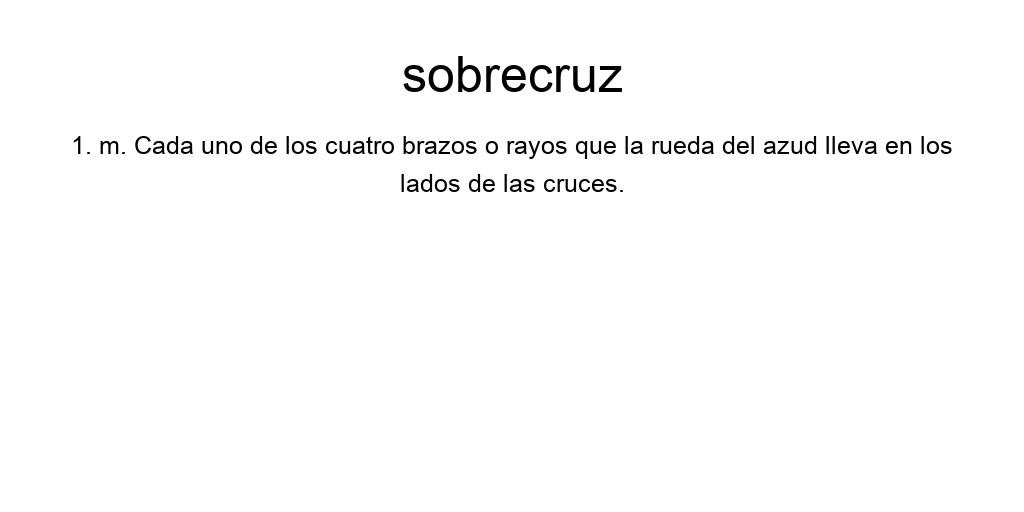 sobrecruz
1. m. Cada uno de los cuatro brazos o rayos que la rueda del azud lleva en los
lados de las cruces.